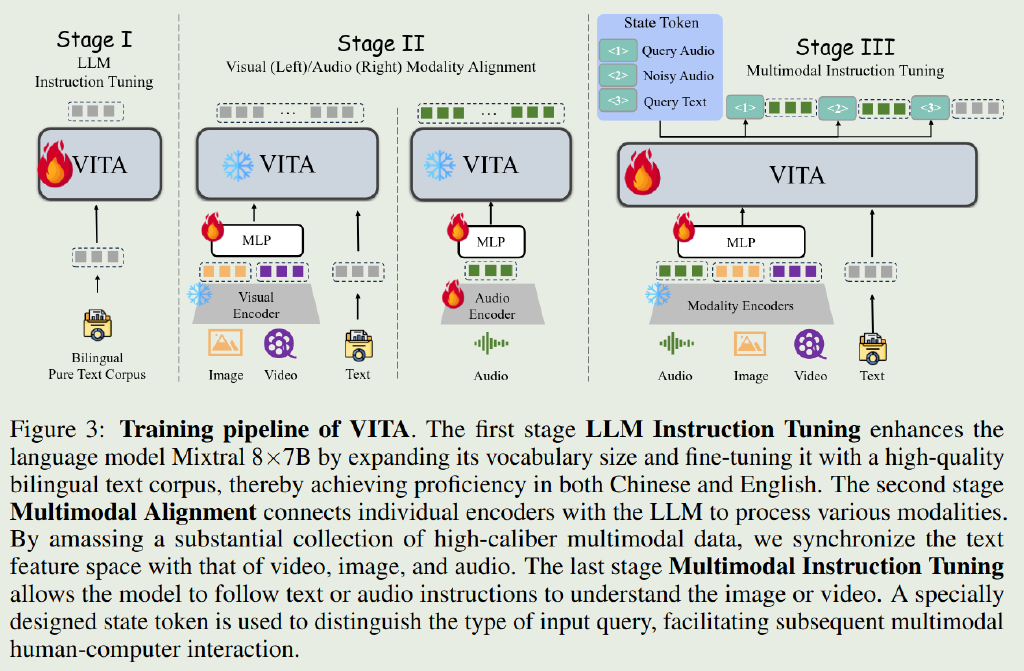 Stage I
LLM
Instruction Tuning
VITA
Bilingual
Pure Text Corpus
Stage II
Visual (Left)/Audio (Right) Modality Alignment
...
VITA
MLP
Visual
Encoder
Image
Video
Text
...
VITA
MLP
Audio
Encoder
Audio
State Token
<1> Query Audio
<2> Noisy Audio
<3> Query Text
Stage III
Multimodal Instruction Tuning
<1>
<2>
<3>
VITA
MLP
Modality Encoders
Audio
Image
Video
Text
Figure 3: Training pipeline of VITA. The first stage LLM Instruction Tuning enhances the
language model Mixtral 8×7B by expanding its vocabulary size and fine-tuning it with a high-quality
bilingual text corpus, thereby achieving proficiency in both Chinese and English. The second stage
Multimodal Alignment connects individual encoders with the LLM to process various modalities.
By amassing a substantial collection of high-caliber multimodal data, we synchronize the text
feature space with that of video, image, and audio. The last stage Multimodal Instruction Tuning
allows the model to follow text or audio instructions to understand the image or video. A specially
designed state token is used to distinguish the type of input query, facilitating subsequent multimodal
human-computer interaction.